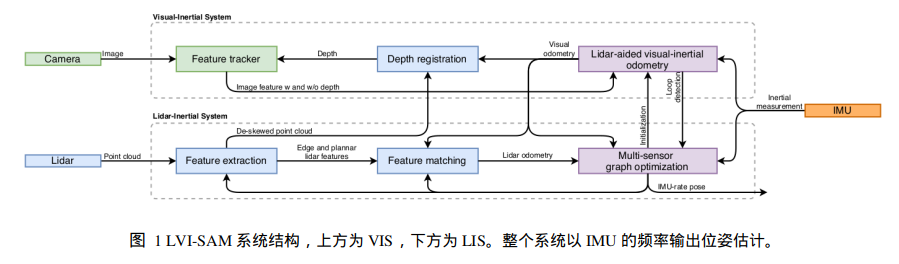 Visual-Inertial System
Camera
Image
Feature tracker
Depth
Depth registration
Visual
odometry
Lidar-aided visual-inertial
odometry
Image feature w and w/o depth
Loop
detection
Initialization
Inertial
measurement
IMU
Lidar-Inertial System
De-skewed point cloud
Lidar
Point cloud
Feature extraction
Edge and plannar
lidar features
Feature matching
Lidar odometry
Multi-sensor
graph optimization
IMU-rate pose
图 1 LVI-SAM 系统结构，上方为 VIS，下方为 LIS。整个系统以 IMU 的频率输出位姿估计。